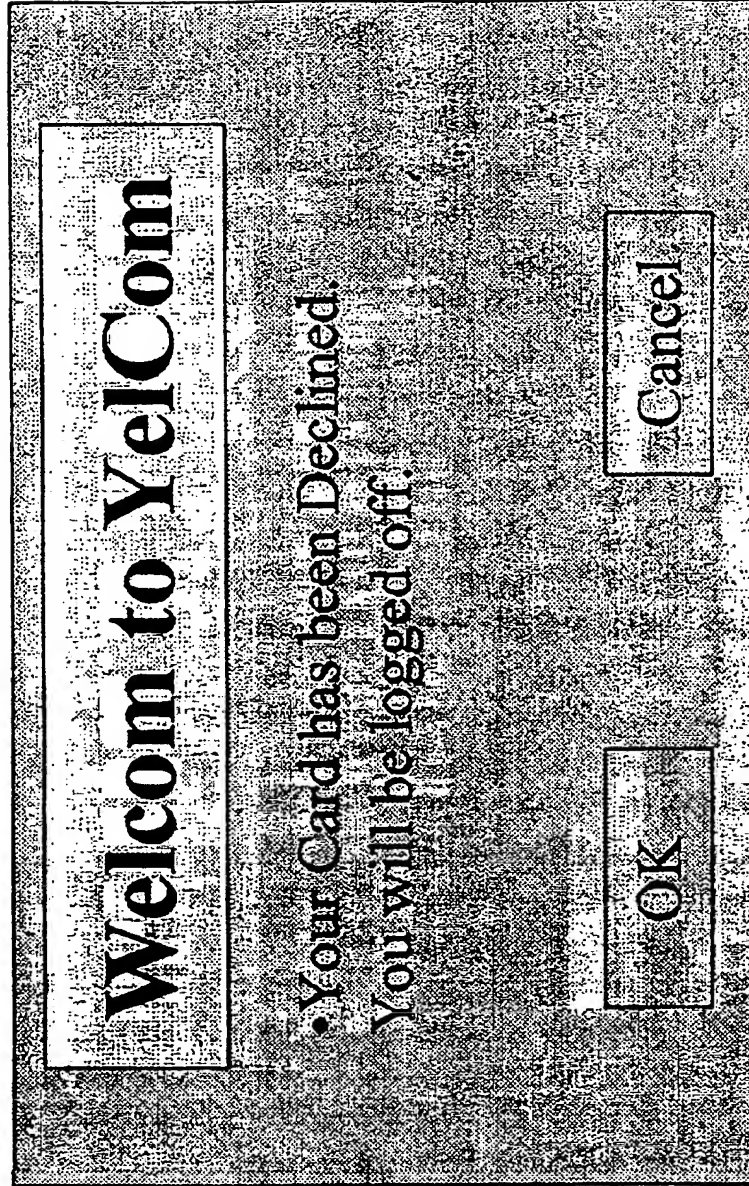 Welcom to YelCom
•Your Card has been Declined.
You will be logged off.
OK
Cancel